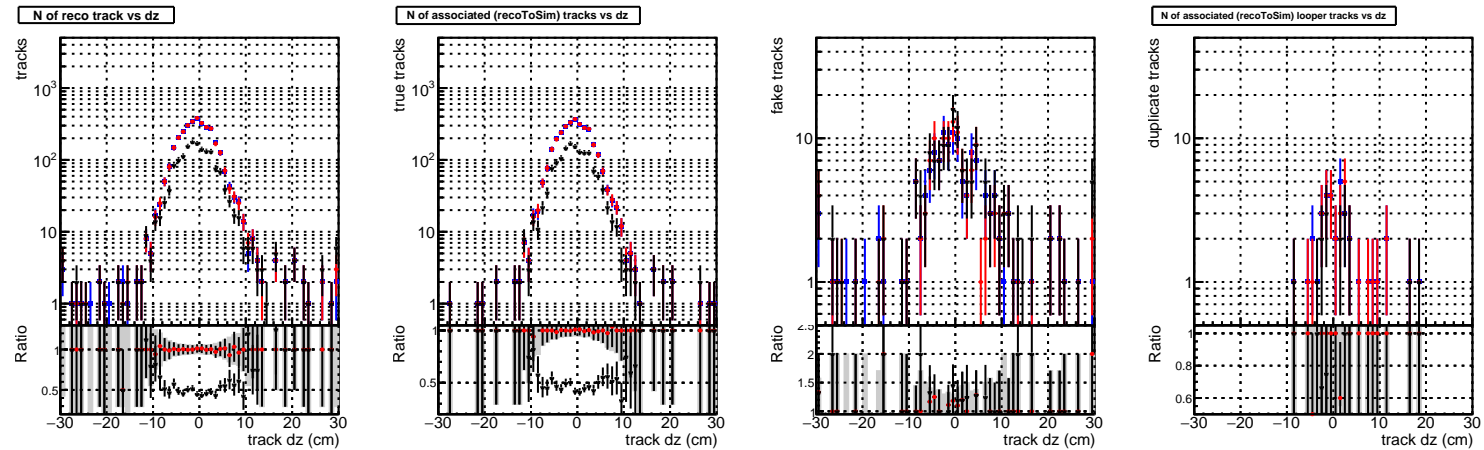 N of reco track vs dz
tracks
10³
10²
10
1
Ratio
1
0.5
−30 −20 −10 0 10 20 30
track dz (cm)
N of associated (recoToSim) tracks vs dz
true tracks
10³
10²
10
1
Ratio
1
0.5
−30 −20 −10 0 10 20 30
track dz (cm)
fake tracks
10
1
Ratio
2.5
2
1.5
1
−30 −20 −10 0 10 20 30
track dz (cm)
N of associated (recoToSim) looper tracks vs dz
duplicate tracks
10
1
Ratio
1
0.8
0.6
−30 −20 −10 0 10 20 30
track dz (cm)